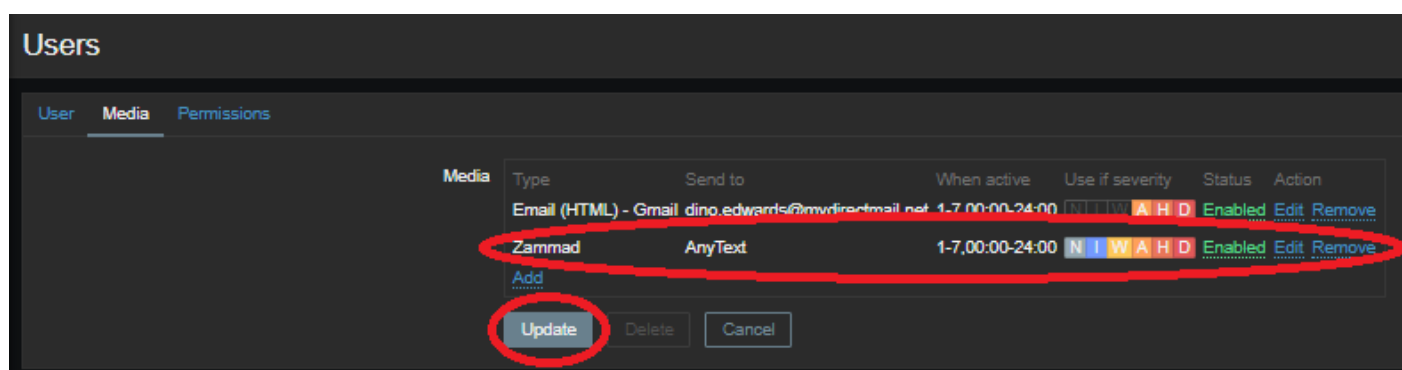 Users
User Media Permissions
Media Type Send to When active Use if severity Status Action
Email (HTML) - Gmail dino.edwards@mydirectmail.net 1-7,00:00-24:00 N I W A H D Enabled Edit Remove
Zammad AnyText 1-7,00:00-24:00 N I W A H D Enabled Edit Remove
Add
Update Delete Cancel